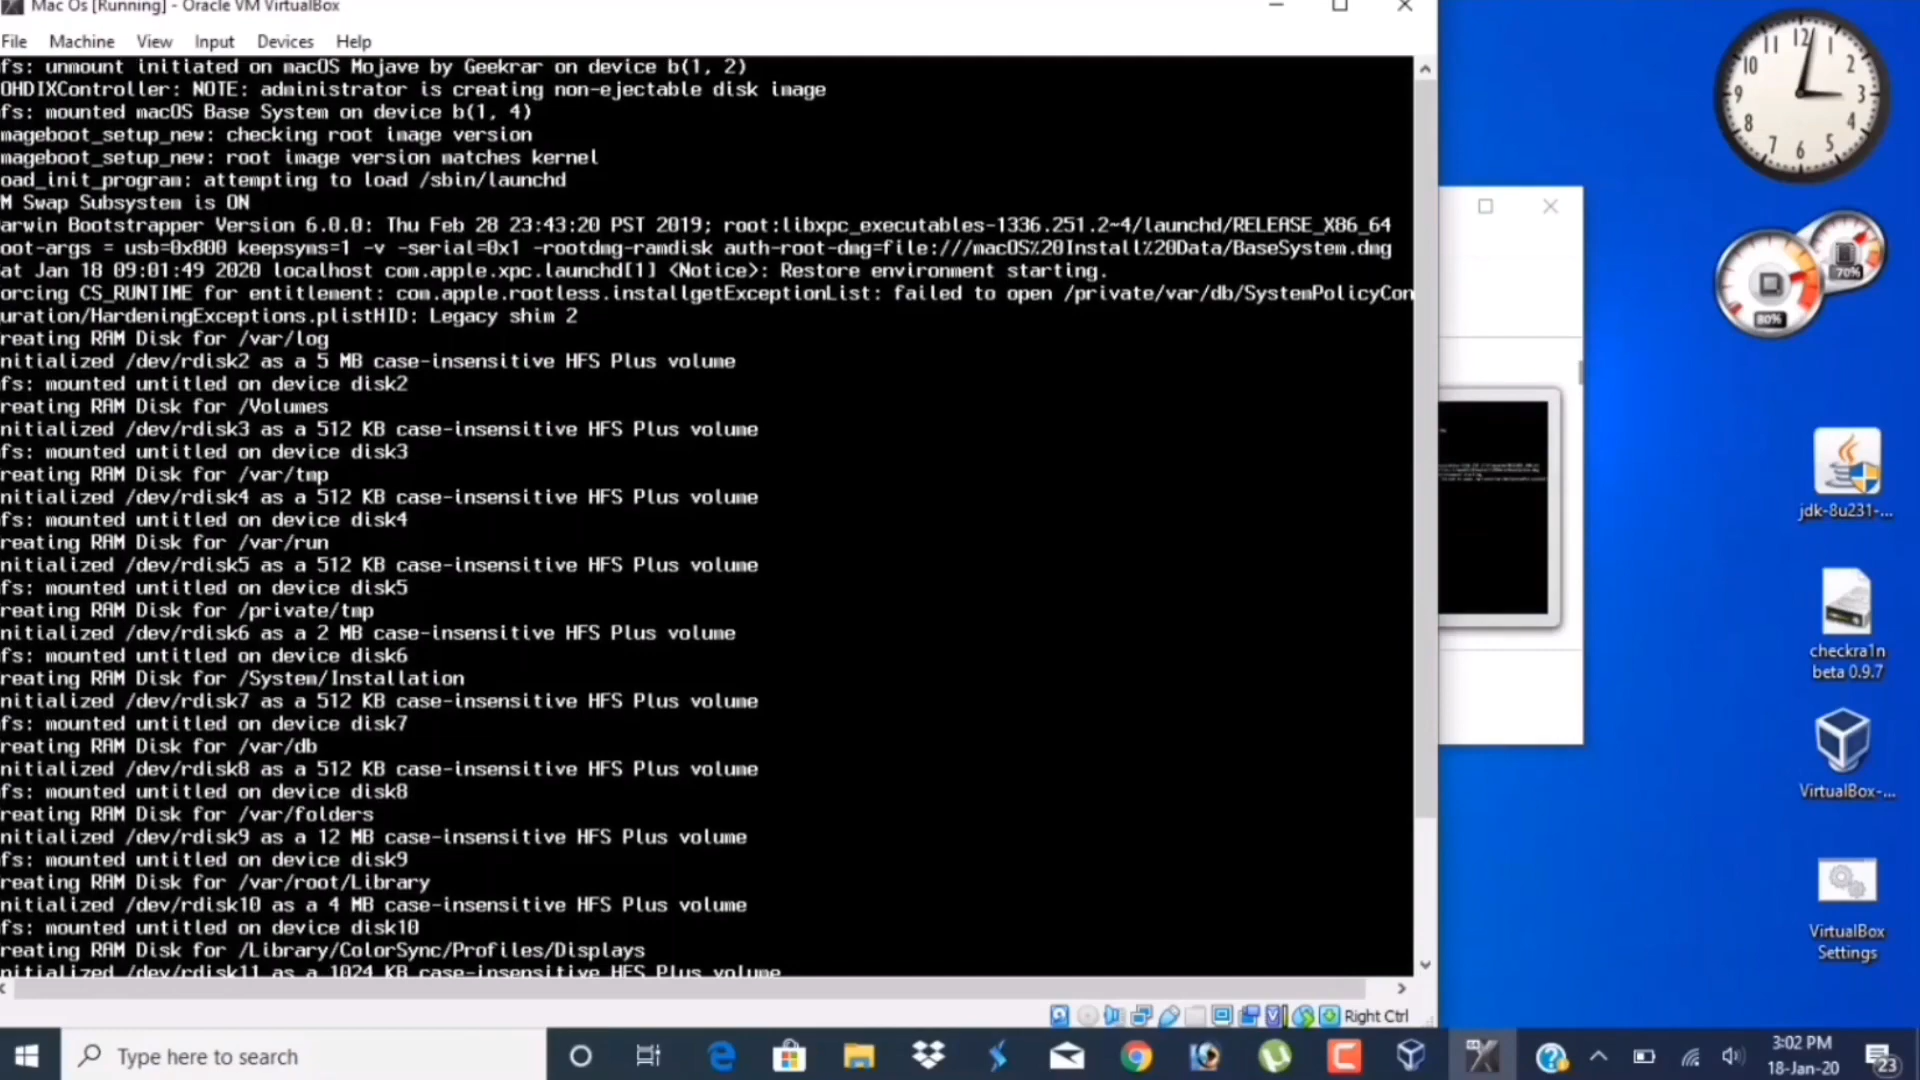 Mac Os [Running] - Oracle VM VirtualBox
File Machine View Input Devices Help
fs: unmount initiated on macOS Mojave by Geekrar on device b(1, 2)
OHDIXController: NOTE: administrator is creating non-ejectable disk image
fs: mounted macOS Base System on device b(1, 4)
mageboot_setup_new: checking root image version
mageboot_setup_new: root image version matches kernel
oad_init_program: attempting to load /sbin/launchd
M Swap Subsystem is ON
arwin Bootstrapper Version 6.0.0: Thu Feb 28 23:43:20 PST 2019; root:libxpc_executables-1336.251.2~4/launchd/RELEASE_X86_64
oot-args = usb=0x800 keepsyms=1 -v -serial=0x1 -rootdmg-ramdisk auth-root-dmg=file:///macOS%20Install%20Data/BaseSystem.dmg
at Jan 18 09:01:49 2020 localhost com.apple.xpc.launchd[1] <Notice>: Restore environment starting.
orcing CS_RUNTIME for entitlement: com.apple.rootless.installgetExceptionList: failed to open /private/var/db/SystemPolicyCon
uration/HardeningExceptions.plistHID: Legacy shim 2
reating RAM Disk for /var/log
nitialized /dev/rdisk2 as a 5 MB case-insensitive HFS Plus volume
fs: mounted untitled on device disk2
reating RAM Disk for /Volumes
nitialized /dev/rdisk3 as a 512 KB case-insensitive HFS Plus volume
fs: mounted untitled on device disk3
reating RAM Disk for /var/tmp
nitialized /dev/rdisk4 as a 512 KB case-insensitive HFS Plus volume
fs: mounted untitled on device disk4
reating RAM Disk for /var/run
nitialized /dev/rdisk5 as a 512 KB case-insensitive HFS Plus volume
fs: mounted untitled on device disk5
reating RAM Disk for /private/tmp
nitialized /dev/rdisk6 as a 2 MB case-insensitive HFS Plus volume
fs: mounted untitled on device disk6
reating RAM Disk for /System/Installation
nitialized /dev/rdisk7 as a 512 KB case-insensitive HFS Plus volume
fs: mounted untitled on device disk7
reating RAM Disk for /var/db
nitialized /dev/rdisk8 as a 512 KB case-insensitive HFS Plus volume
fs: mounted untitled on device disk8
reating RAM Disk for /var/folders
nitialized /dev/rdisk9 as a 12 MB case-insensitive HFS Plus volume
fs: mounted untitled on device disk9
reating RAM Disk for /var/root/Library
nitialized /dev/rdisk10 as a 4 MB case-insensitive HFS Plus volume
fs: mounted untitled on device disk10
reating RAM Disk for /Library/ColorSync/Profiles/Displays
nitialized /dev/rdisk11 as a 1024 KB case-insensitive HFS Plus volume
Right Ctrl
12 1 2 3 4 5 6 7 8 9 10 11
70%
80%
jdk-8u231-...
checkra1n
beta 0.9.7
VirtualBox-...
VirtualBox
Settings
Type here to search
3:02 PM
18-Jan-20
23